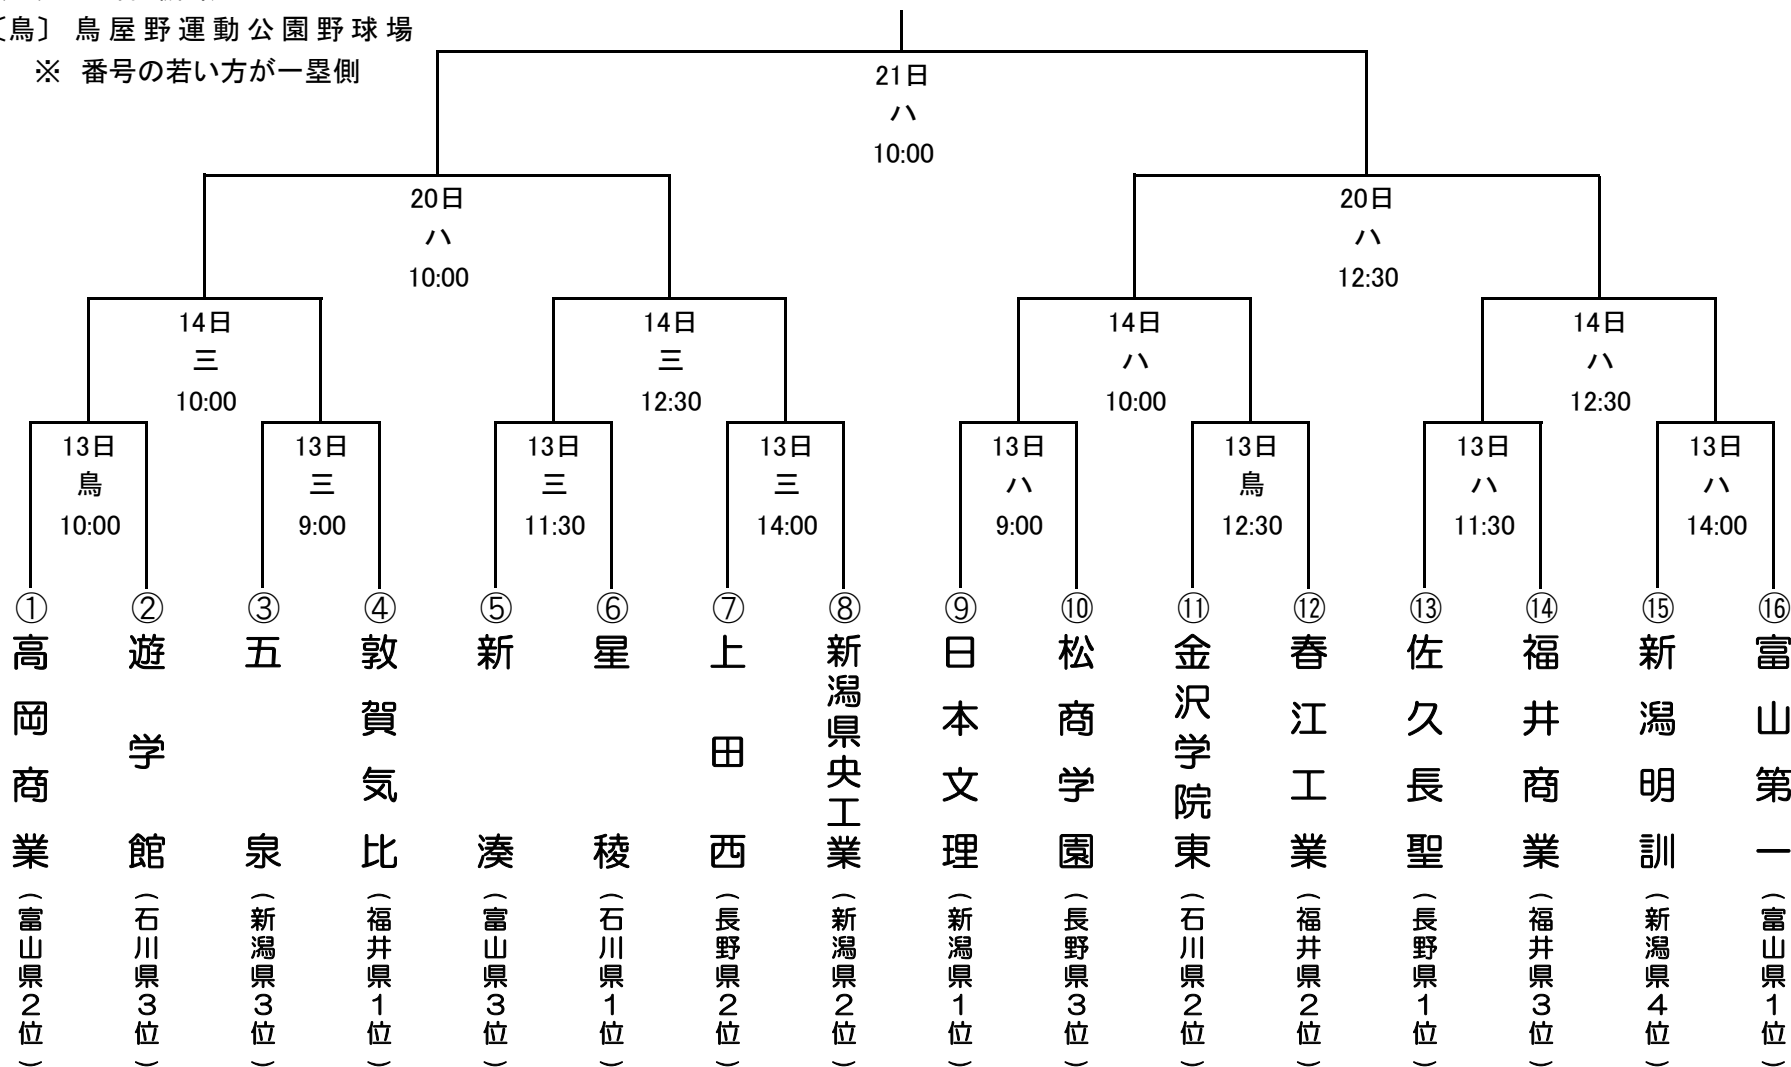 〔鳥〕 鳥屋野運動公園野球場
※ 番号の若い方が一塁側
21日
ハ
10:00
20日
ハ
10:00
20日
ハ
12:30
14日
三
10:00
14日
三
12:30
14日
ハ
10:00
14日
ハ
12:30
13日
鳥
10:00
13日
三
9:00
13日
三
11:30
13日
三
14:00
13日
ハ
9:00
13日
鳥
12:30
13日
ハ
11:30
13日
ハ
14:00
① 高岡商業 (富山県2位)
② 遊学館 (石川県3位)
③ 五泉 (新潟県3位)
④ 敦賀気比 (福井県1位)
⑤ 新湊 (富山県3位)
⑥ 星稜 (石川県1位)
⑦ 上田西 (長野県2位)
⑧ 新潟県央工業 (新潟県2位)
⑨ 日本文理 (新潟県1位)
⑩ 松商学園 (長野県3位)
⑪ 金沢学院東 (石川県2位)
⑫ 春江工業 (福井県2位)
⑬ 佐久長聖 (長野県1位)
⑭ 福井商業 (福井県3位)
⑮ 新潟明訓 (新潟県4位)
⑯ 富山第一 (富山県1位)